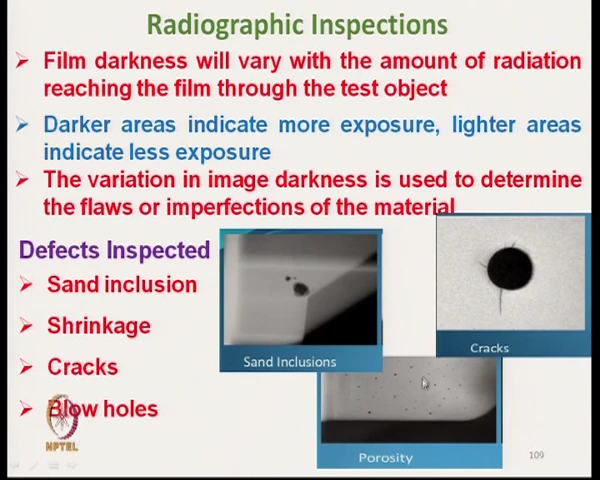 Radiographic Inspections
➢ Film darkness will vary with the amount of radiation
reaching the film through the test object
➢ Darker areas indicate more exposure, lighter areas
indicate less exposure
➢ The variation in image darkness is used to determine
the flaws or imperfections of the material
Defects Inspected
➢ Sand inclusion
➢ Shrinkage
➢ Cracks
➢ Blow holes
Sand Inclusions
Cracks
Porosity
NPTEL
109